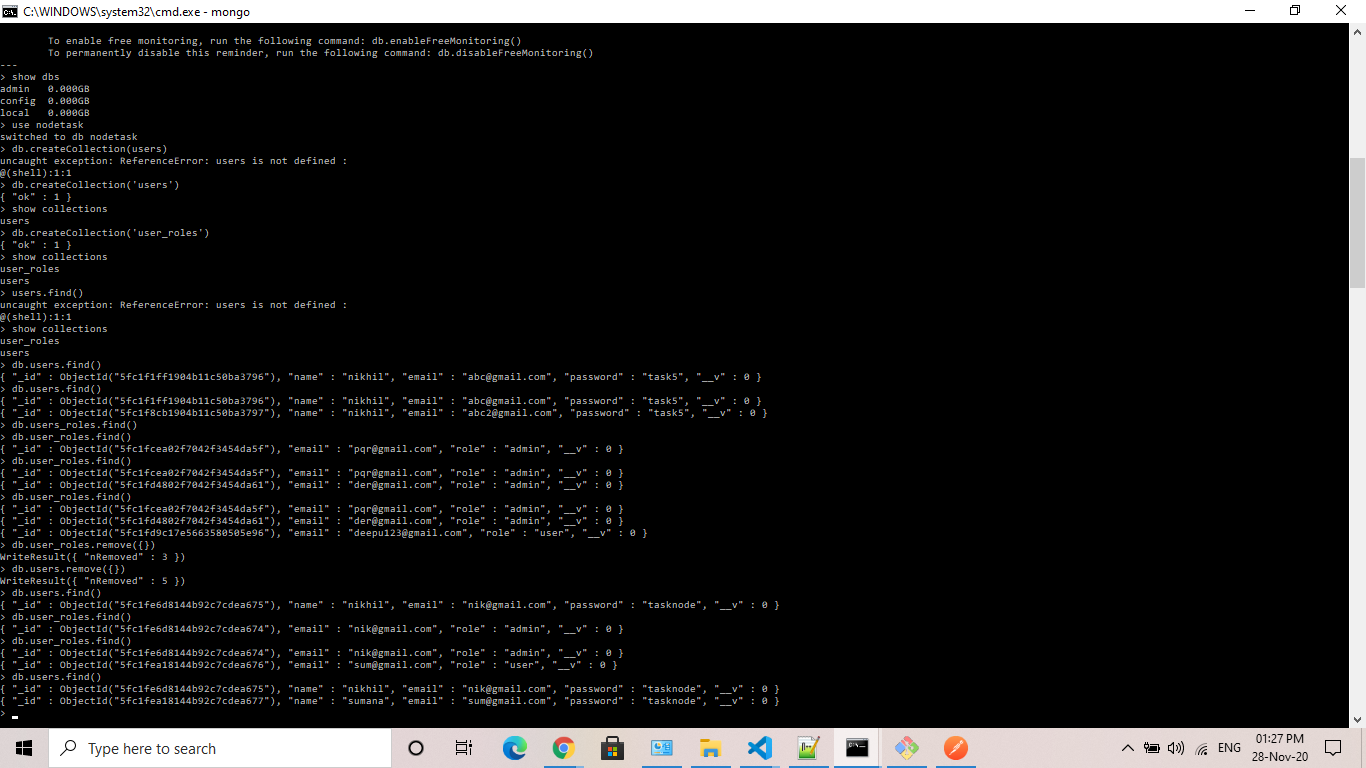 C:\WINDOWS\system32\cmd.exe - mongo
To enable free monitoring, run the following command: db.enableFreeMonitoring()
To permanently disable this reminder, run the following command: db.disableFreeMonitoring()
---
> show dbs
admin   0.000GB
config  0.000GB
local   0.000GB
> use nodetask
switched to db nodetask
> db.createCollection(users)
uncaught exception: ReferenceError: users is not defined :
@(shell):1:1
> db.createCollection('users')
{ "ok" : 1 }
> show collections
users
> db.createCollection('user_roles')
{ "ok" : 1 }
> show collections
user_roles
users
> users.find()
uncaught exception: ReferenceError: users is not defined :
@(shell):1:1
> show collections
user_roles
users
> db.users.find()
{ "_id" : ObjectId("5fc1f1ff1904b11c50ba3796"), "name" : "nikhil", "email" : "abc@gmail.com", "password" : "task5", "__v" : 0 }
> db.users.find()
{ "_id" : ObjectId("5fc1f1ff1904b11c50ba3796"), "name" : "nikhil", "email" : "abc@gmail.com", "password" : "task5", "__v" : 0 }
{ "_id" : ObjectId("5fc1f8cb1904b11c50ba3797"), "name" : "nikhil", "email" : "abc2@gmail.com", "password" : "task5", "__v" : 0 }
> db.users_roles.find()
> db.user_roles.find()
{ "_id" : ObjectId("5fc1fcea02f7042f3454da5f"), "email" : "pqr@gmail.com", "role" : "admin", "__v" : 0 }
> db.user_roles.find()
{ "_id" : ObjectId("5fc1fcea02f7042f3454da5f"), "email" : "pqr@gmail.com", "role" : "admin", "__v" : 0 }
{ "_id" : ObjectId("5fc1fd4802f7042f3454da61"), "email" : "der@gmail.com", "role" : "admin", "__v" : 0 }
> db.user_roles.find()
{ "_id" : ObjectId("5fc1fcea02f7042f3454da5f"), "email" : "pqr@gmail.com", "role" : "admin", "__v" : 0 }
{ "_id" : ObjectId("5fc1fd4802f7042f3454da61"), "email" : "der@gmail.com", "role" : "admin", "__v" : 0 }
{ "_id" : ObjectId("5fc1fd9c17e5663580505e96"), "email" : "deepu123@gmail.com", "role" : "user", "__v" : 0 }
> db.user_roles.remove({})
WriteResult({ "nRemoved" : 3 })
> db.users.remove({})
WriteResult({ "nRemoved" : 5 })
> db.users.find()
{ "_id" : ObjectId("5fc1fe6d8144b92c7cdea675"), "name" : "nikhil", "email" : "nik@gmail.com", "password" : "tasknode", "__v" : 0 }
> db.user_roles.find()
{ "_id" : ObjectId("5fc1fe6d8144b92c7cdea674"), "email" : "nik@gmail.com", "role" : "admin", "__v" : 0 }
> db.user_roles.find()
{ "_id" : ObjectId("5fc1fe6d8144b92c7cdea674"), "email" : "nik@gmail.com", "role" : "admin", "__v" : 0 }
{ "_id" : ObjectId("5fc1fea18144b92c7cdea676"), "email" : "sum@gmail.com", "role" : "user", "__v" : 0 }
> db.users.find()
{ "_id" : ObjectId("5fc1fe6d8144b92c7cdea675"), "name" : "nikhil", "email" : "nik@gmail.com", "password" : "tasknode", "__v" : 0 }
{ "_id" : ObjectId("5fc1fea18144b92c7cdea677"), "name" : "sumana", "email" : "sum@gmail.com", "password" : "tasknode", "__v" : 0 }
>
Type here to search
ENG
01:27 PM
28-Nov-20